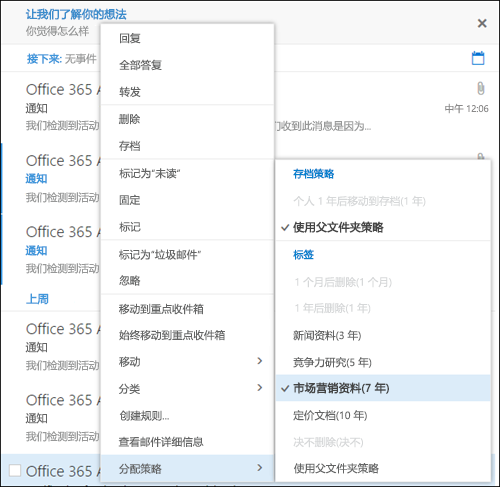 让我们了解你的想法
你觉得怎么样
接下来: 无事件
Office 365 A
通知
我们检测到活动
们收到此消息是因为...
中午 12:06
Office 365 A
通知
我们检测到活动
Office 365 A
通知
我们检测到活动
上周
Office 365 A
通知
我们检测到活动
Office 365 A
通知
我们检测到活动
Office 365 A
回复
全部答复
转发
删除
存档
标记为“未读”
固定
标记
标记为“垃圾邮件”
忽略
移动到重点收件箱
始终移动到重点收件箱
移动
分类
创建规则...
查看邮件详细信息
分配策略
存档策略
个人 1 年后移动到存档(1 年)
使用父文件夹策略
标签
1 个月后删除(1 个月)
1 年后删除(1 年)
新闻资料(3 年)
竞争力研究(5 年)
市场营销资料(7 年)
定价文档(10 年)
决不删除(决不)
使用父文件夹策略